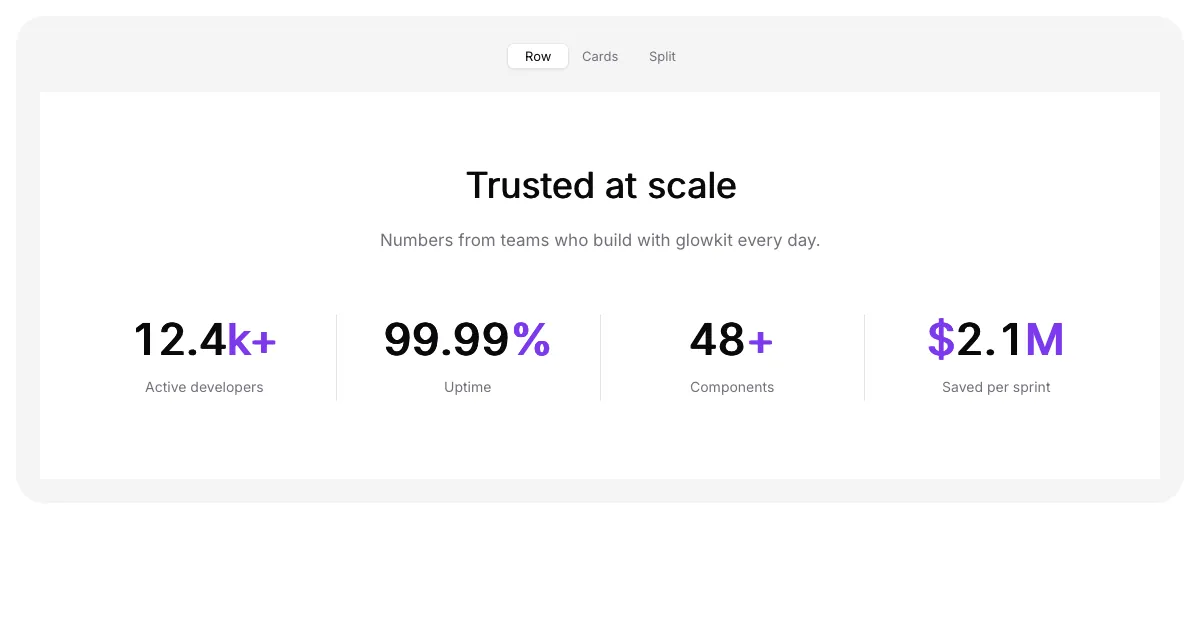 Row Cards Split
Trusted at scale
Numbers from teams who build with glowkit every day.
12.4k+ 99.99% 48+ $2.1M
Active developers Uptime Components Saved per sprint